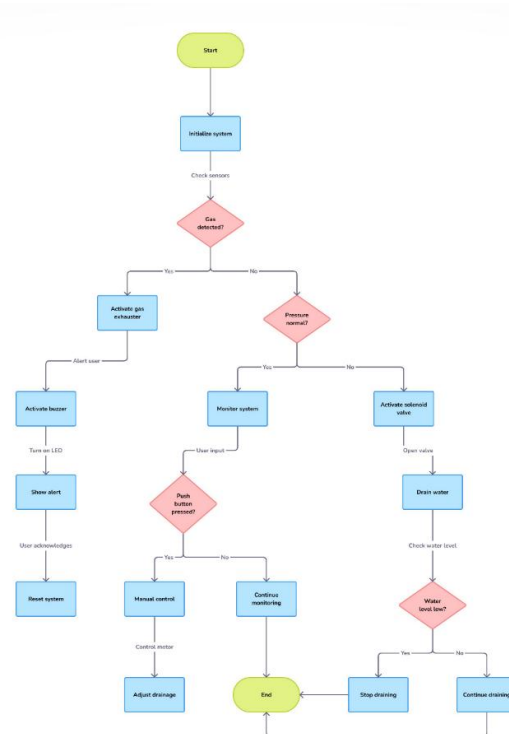 Start
Initialize system
Check sensors
Gas
detected?
Yes
No
Activate gas
exhauster
Pressure
normal?
Alert user
Yes
No
Activate buzzer
Monitor system
Activate solenoid
valve
Turn on LED
User input
Open valve
Show alert
Push
button
pressed?
Drain water
User acknowledges
Check water level
Yes
No
Reset system
Manual control
Continue
monitoring
Water
level low?
Control motor
Yes
No
Adjust drainage
End
Stop draining
Continue draining